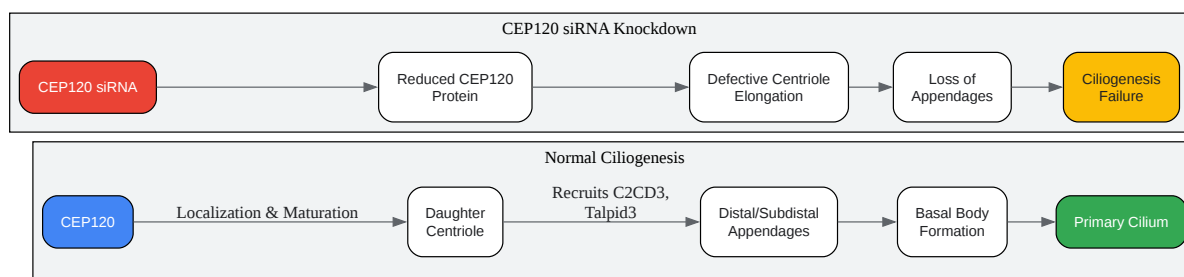 CEP120 siRNA Knockdown
CEP120 siRNA
Reduced CEP120
Protein
Defective Centriole
Elongation
Loss of
Appendages
Ciliogenesis
Failure
Normal Ciliogenesis
CEP120
Localization & Maturation
Daughter
Centriole
Recruits C2CD3,
Talpid3
Distal/Subdistal
Appendages
Basal Body
Formation
Primary Cilium